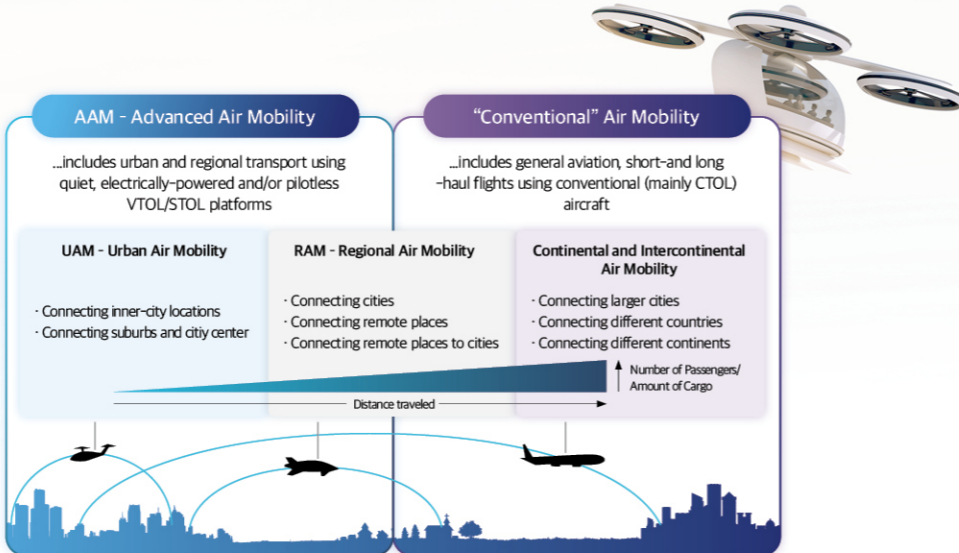 AAM - Advanced Air Mobility
...includes urban and regional transport using
quiet, electrically-powered and/or pilotless
VTOL/STOL platforms
"Conventional" Air Mobility
...includes general aviation, short-and long
-haul flights using conventional (mainly CTOL)
aircraft
UAM - Urban Air Mobility
· Connecting inner-city locations
· Connecting suburbs and citiy center
RAM - Regional Air Mobility
· Connecting cities
· Connecting remote places
· Connecting remote places to cities
Continental and Intercontinental
Air Mobility
· Connecting larger cities
· Connecting different countries
· Connecting different continents
Number of Passengers/
Amount of Cargo
Distance traveled